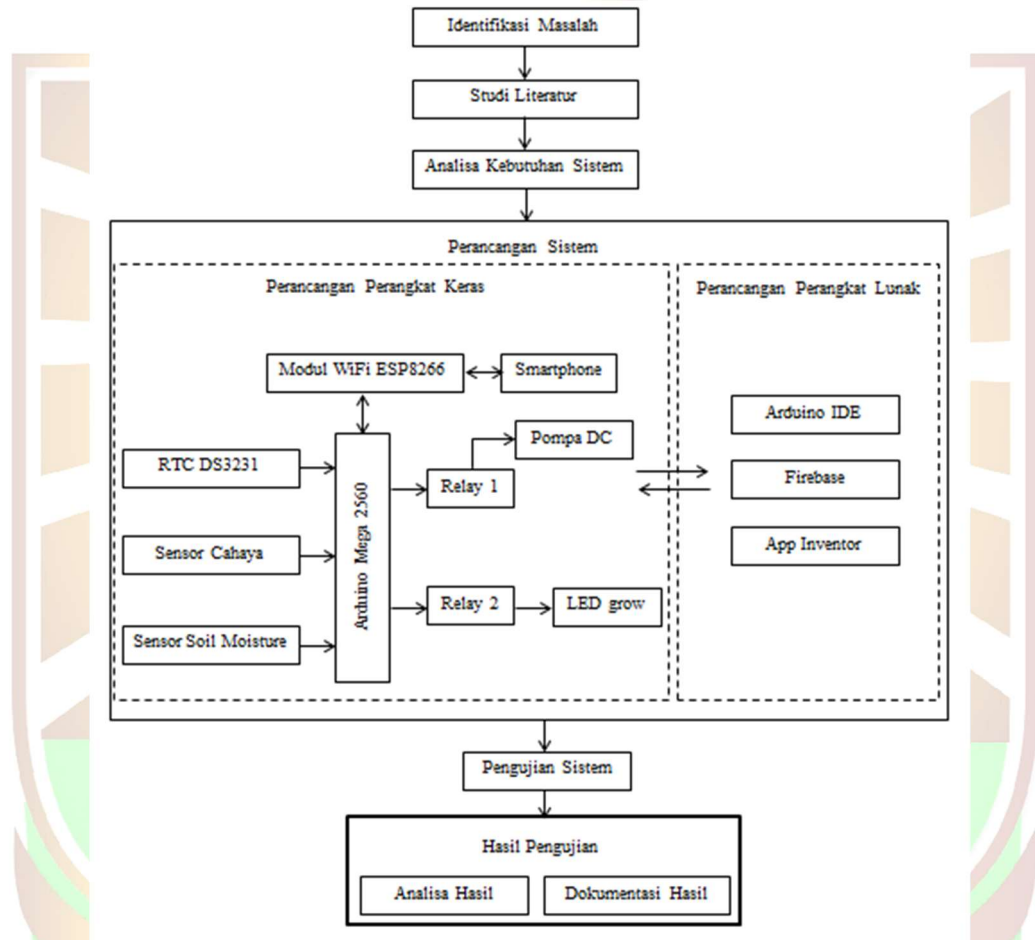 Identifikasi Masalah
Studi Literatur
Analisa Kebutuhan Sistem
Perancangan Sistem
Perancangan Perangkat Keras
Modul WiFi ESP8266
Smartphone
Pompa DC
RTC DS3231
Arduino Mega 2560
Relay 1
Sensor Cahaya
Relay 2
LED grow
Sensor Soil Moisture
Perancangan Perangkat Lunak
Arduino IDE
Firebase
App Inventor
Pengujian Sistem
Hasil Pengujian
Analisa Hasil
Dokumentasi Hasil